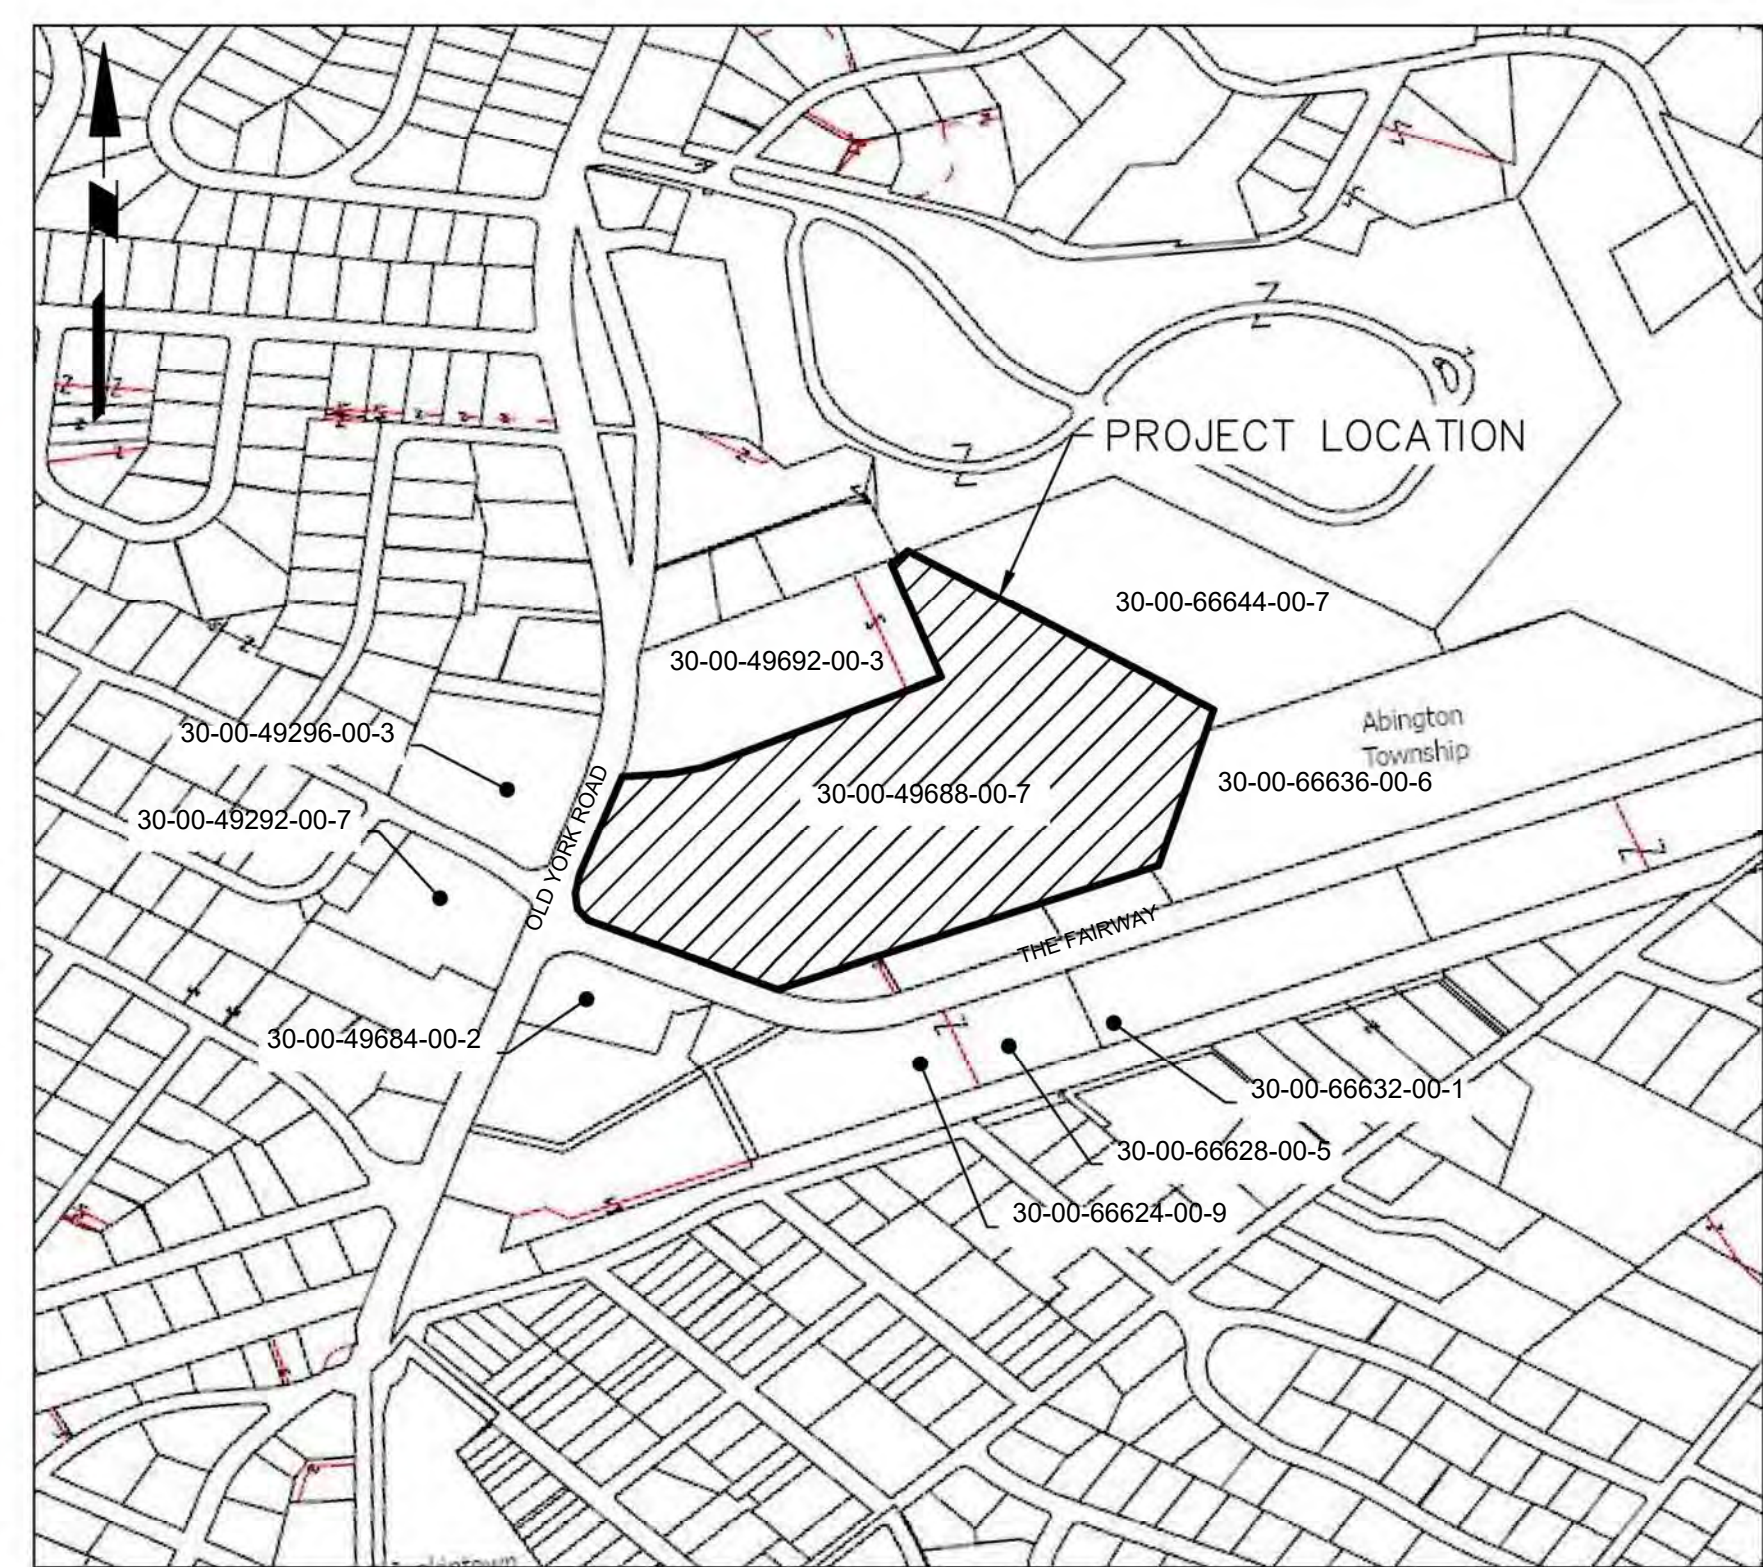 PROJECT LOCATION
30-00-66644-00-7
30-00-49692-00-3
Abington
Township
30-00-49296-00-3
30-00-66636-00-6
30-00-49688-00-7
30-00-49292-00-7
OLD YORK ROAD
THE FAIRWAY
30-00-49684-00-2
30-00-66632-00-1
30-00-66628-00-5
30-00-66624-00-9